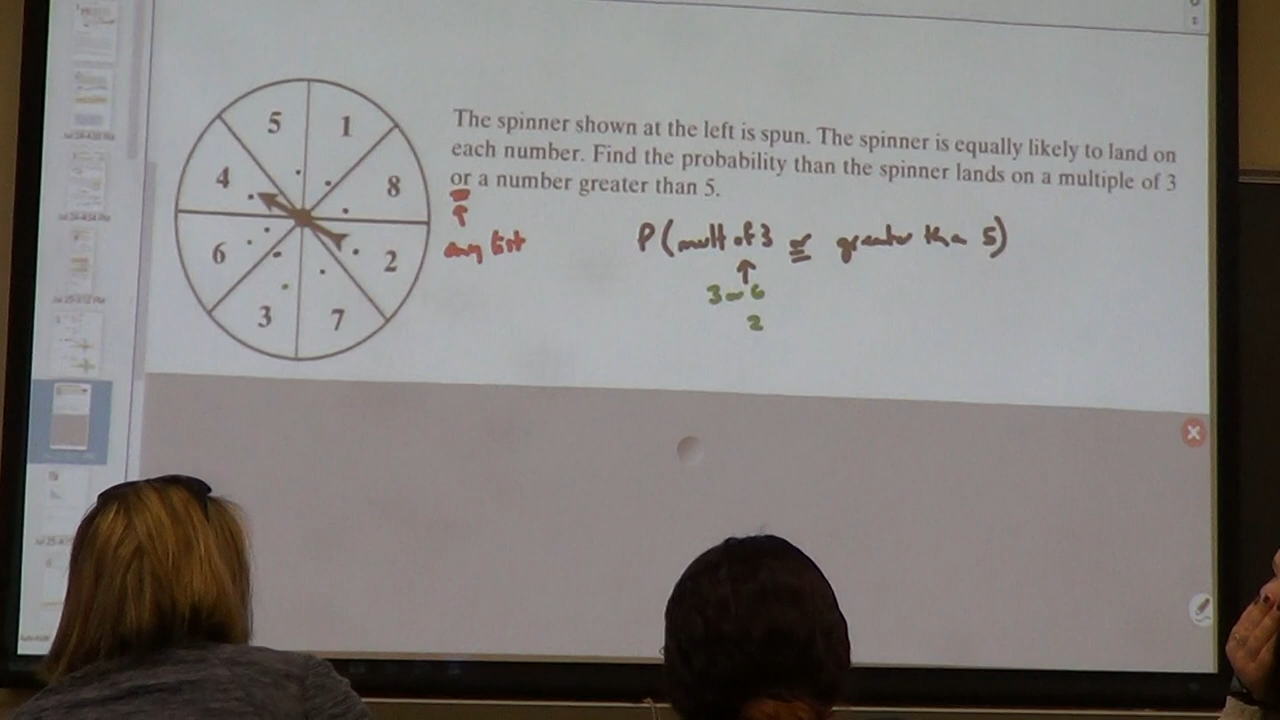 5 1
4 8
6 2
3 7
The spinner shown at the left is spun. The spinner is equally likely to land on
each number. Find the probability than the spinner lands on a multiple of 3
or a number greater than 5.
P(mult of 3 or greater tha 5)
3 or 6
2